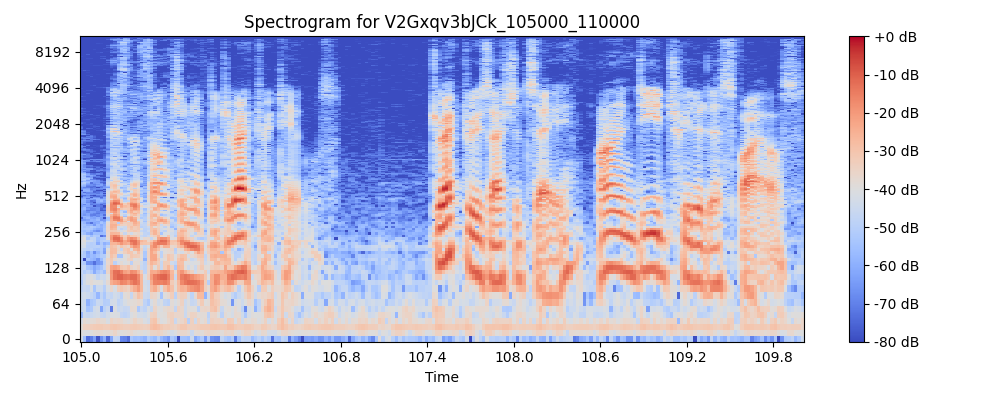 Spectrogram for V2Gxqv3bJCk_105000_110000
8192
4096
2048
1024
512
256
128
64
0
Hz
105.0 105.6 106.2 106.8 107.4 108.0 108.6 109.2 109.8
Time
+0 dB
-10 dB
-20 dB
-30 dB
-40 dB
-50 dB
-60 dB
-70 dB
-80 dB